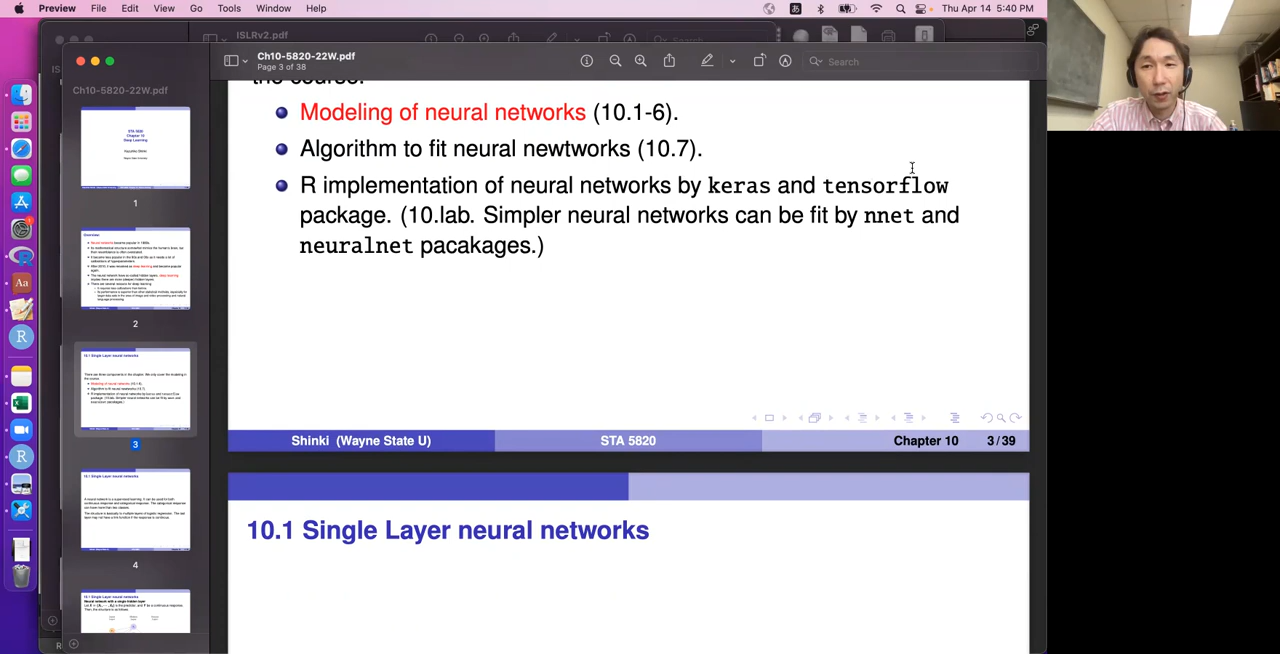 Preview File Edit View Go Tools Window Help
Thu Apr 14 5:40 PM
ISLRv2.pdf
Ch10-5820-22W.pdf
Page 3 of 38
Search
Ch10-5820-22W.pdf
1
2
3
4
the course.
Modeling of neural networks (10.1-6).
Algorithm to fit neural newtworks (10.7).
R implementation of neural networks by keras and tensorflow
package. (10.lab. Simpler neural networks can be fit by nnet and
neuralnet pacakages.)
Shinki (Wayne State U) STA 5820 Chapter 10 3/39
10.1 Single Layer neural networks